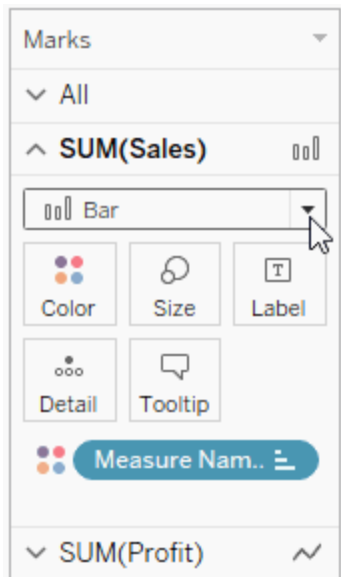 Marks
All
SUM(Sales)
Bar
Color Size T Label
Detail Tooltip
Measure Nam..
SUM(Profit)